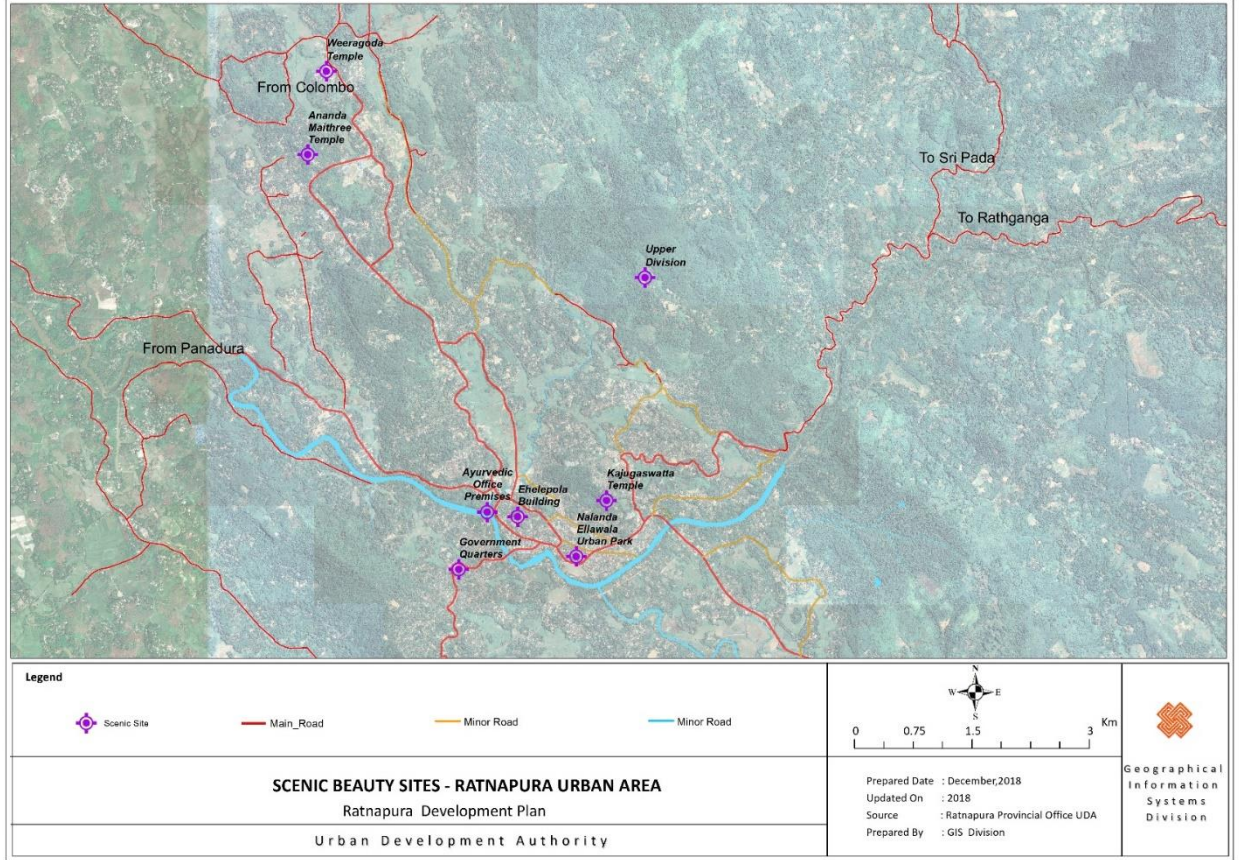 Weeragoda
Temple
From Colombo
Ananda
Maithree
Temple
To Sri Pada
To Rathganga
Upper
Division
From Panadura
Ayurvedic
Office
Premises
Ehelepola
Building
Kajugaswatta
Temple
Nalanda
Ellawala
Urban Park
Government
Quarters
Legend
Scenic Site
Main_Road
Minor Road
Minor Road
N
W E
S
0 0.75 1.5 3 Km
SCENIC BEAUTY SITES - RATNAPURA URBAN AREA
Ratnapura Development Plan
Urban Development Authority
Prepared Date : December,2018
Updated On : 2018
Source : Ratnapura Provincial Office UDA
Prepared By : GIS Division
Geographical
Information
Systems
Division